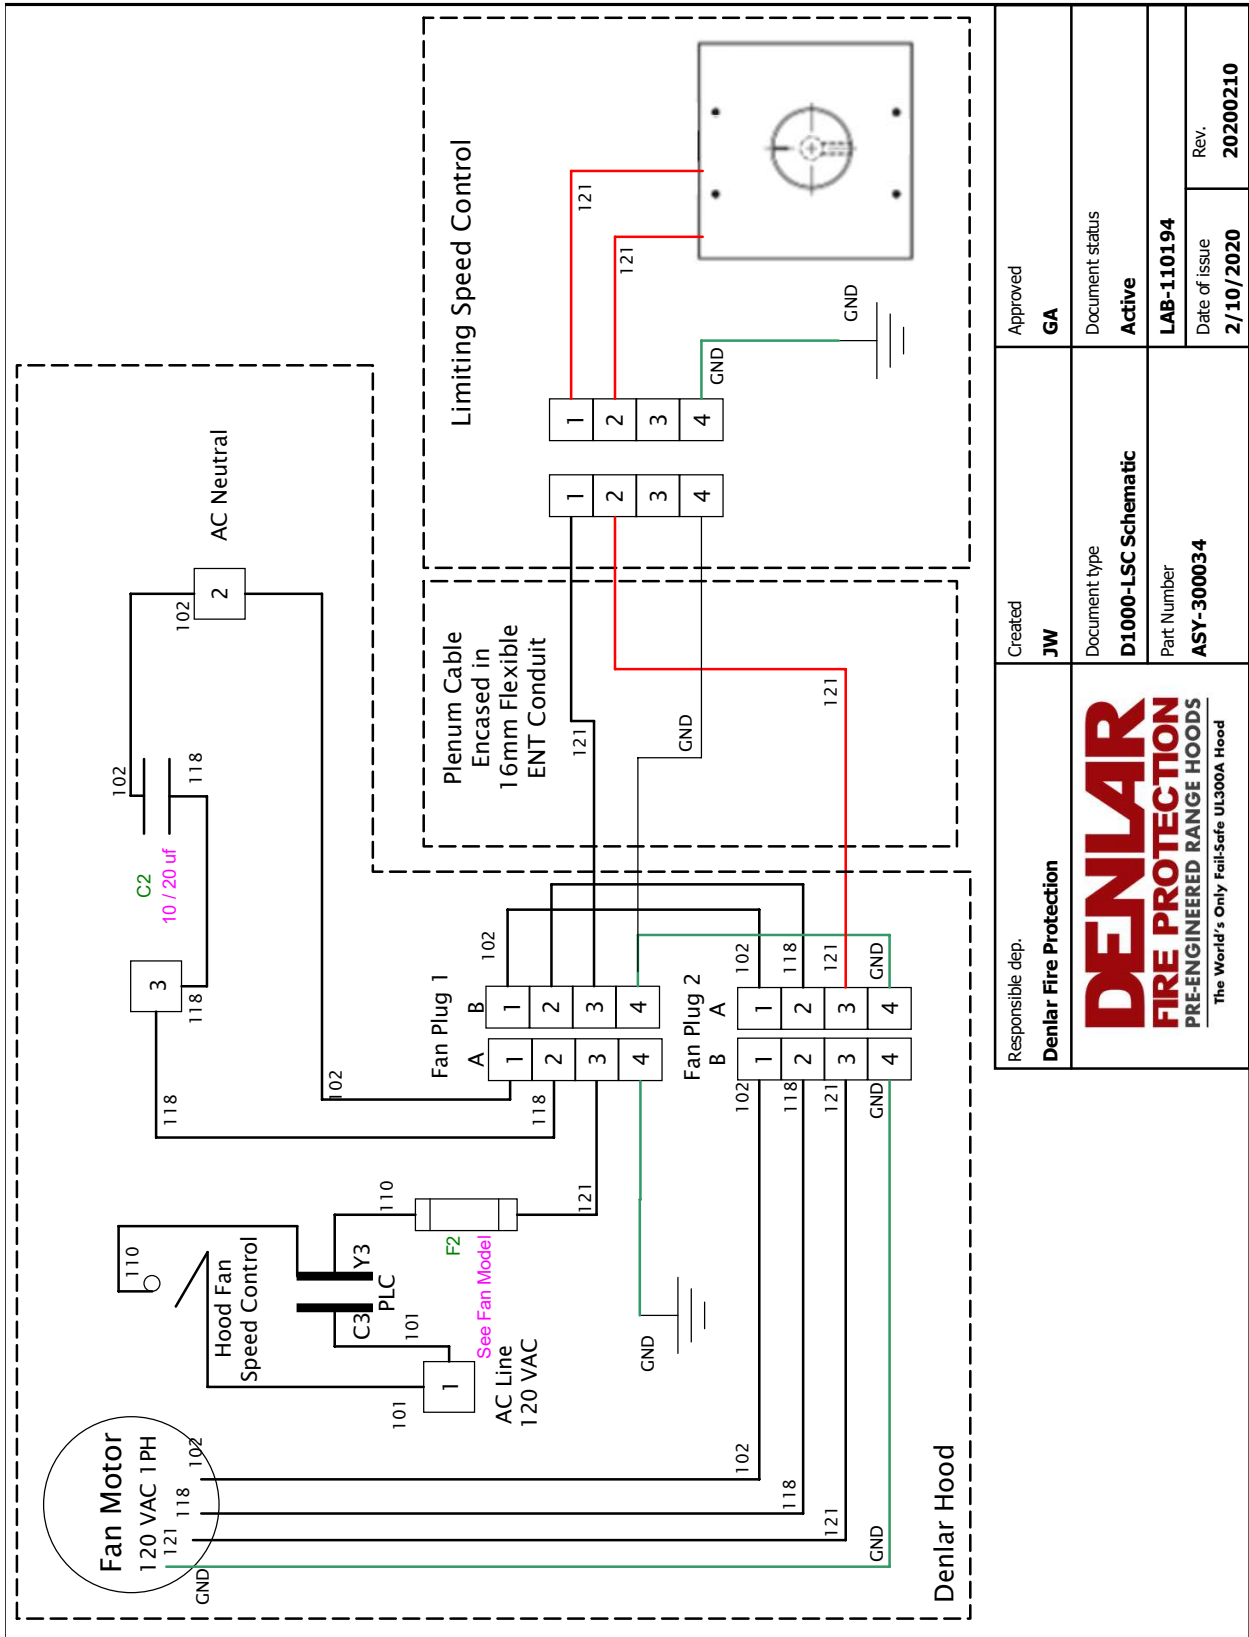 Fan Motor
120 VAC 1PH
GND
121
118
102
Hood Fan
Speed Control
110
101
C3
Y3
PLC
101
1
AC Line
120 VAC
110
F2
See Fan Model
121
GND
118
102
3
118
C2
10 / 20 uf
102
118
102
2
AC Neutral
Fan Plug 1
A
B
1
2
3
4
1
2
3
4
118
102
Fan Plug 2
B
A
1
2
3
4
1
2
3
4
102
118
121
GND
102
118
121
GND
102
118
121
GND
Denlar Hood
Plenum Cable
Encased in
16mm Flexible
ENT Conduit
121
GND
121
Limiting Speed Control
1
2
3
4
1
2
3
4
121
121
GND
GND
Responsible dep.
Denlar Fire Protection
Created
JW
Approved
GA
DENLAR
FIRE PROTECTION
PRE-ENGINEERED RANGE HOODS
The World's Only Fail-Safe UL300A Hood
Document type
D1000-LSC Schematic
Document status
Active
Part Number
ASY-300034
LAB-110194
Date of issue
2/10/2020
Rev.
20200210